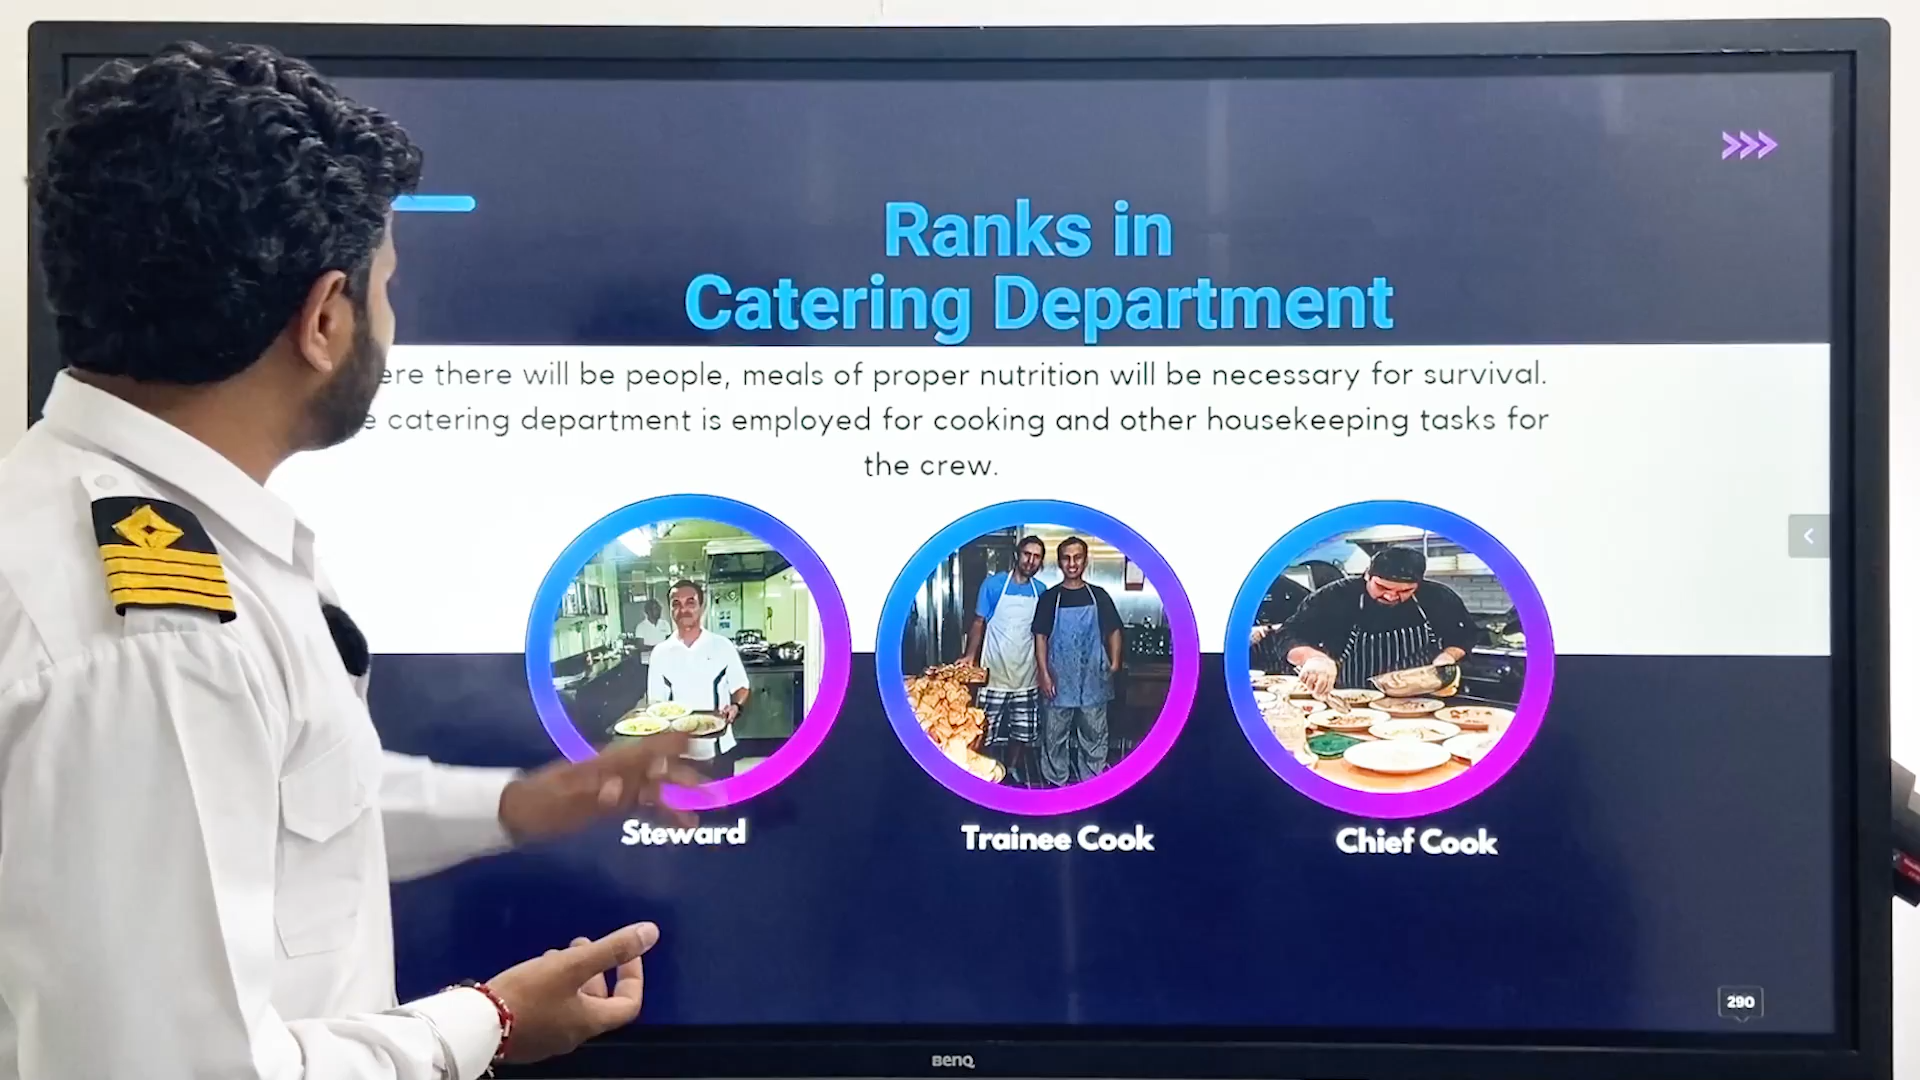 Ranks in
Catering Department
ere there will be people, meals of proper nutrition will be necessary for survival.
e catering department is employed for cooking and other housekeeping tasks for
the crew.
Steward
Trainee Cook
Chief Cook
290
BenQ